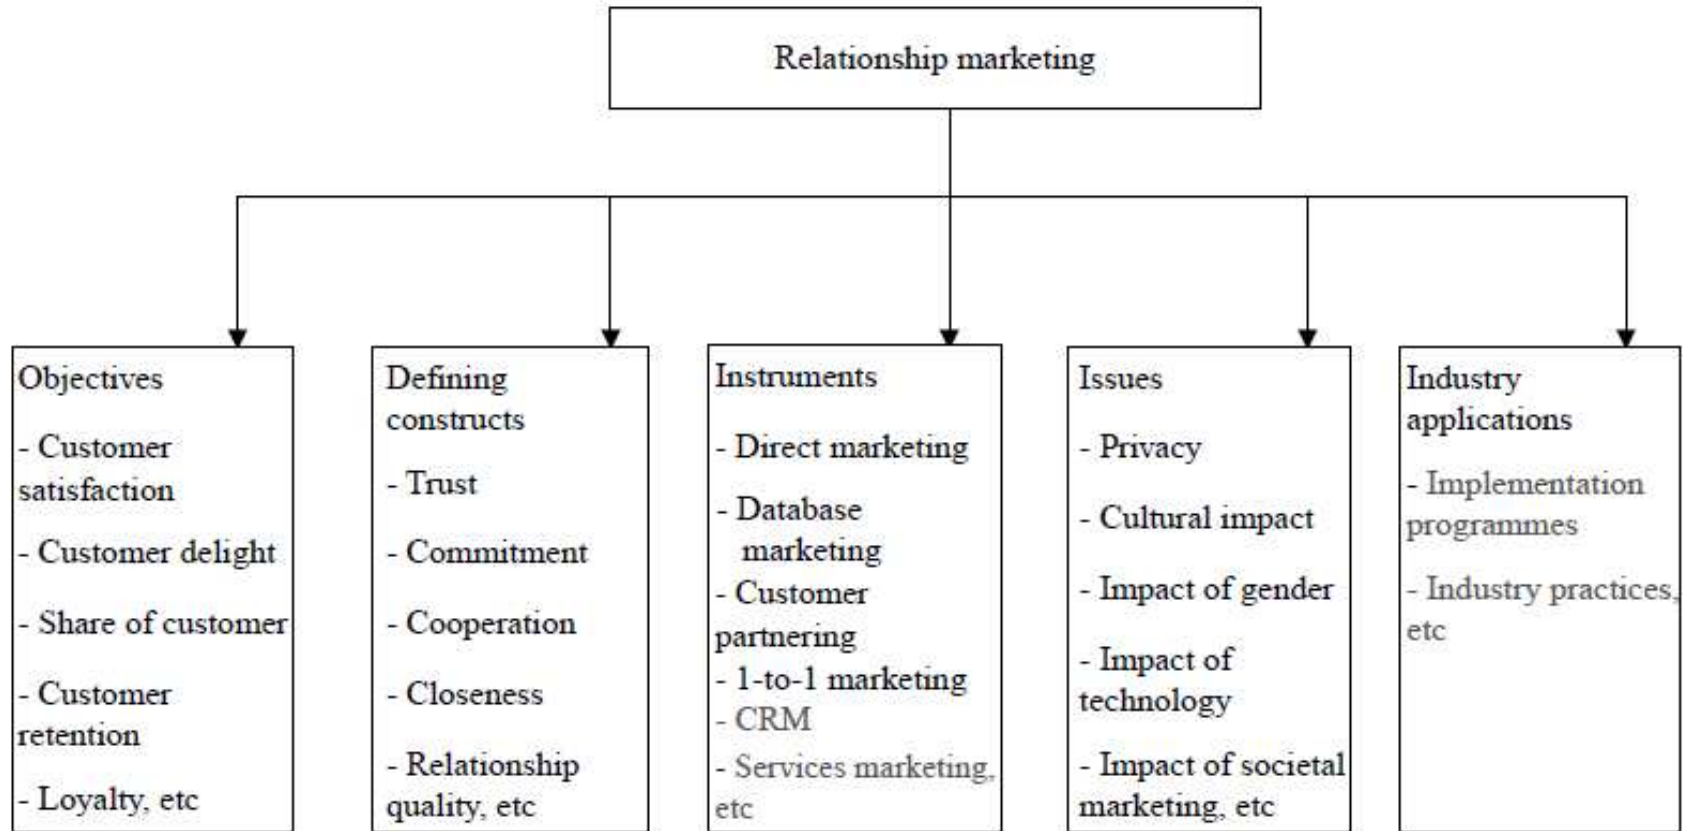 Relationship marketing
Objectives
- Customer
satisfaction
- Customer delight
- Share of customer
- Customer
retention
- Loyalty, etc
Defining
constructs
- Trust
- Commitment
- Cooperation
- Closeness
- Relationship
quality, etc
Instruments
- Direct marketing
- Database
marketing
- Customer
partnering
- 1-to-1 marketing
- CRM
- Services marketing,
etc
Issues
- Privacy
- Cultural impact
- Impact of gender
- Impact of
technology
- Impact of societal
marketing, etc
Industry
applications
- Implementation
programmes
- Industry practices,
etc